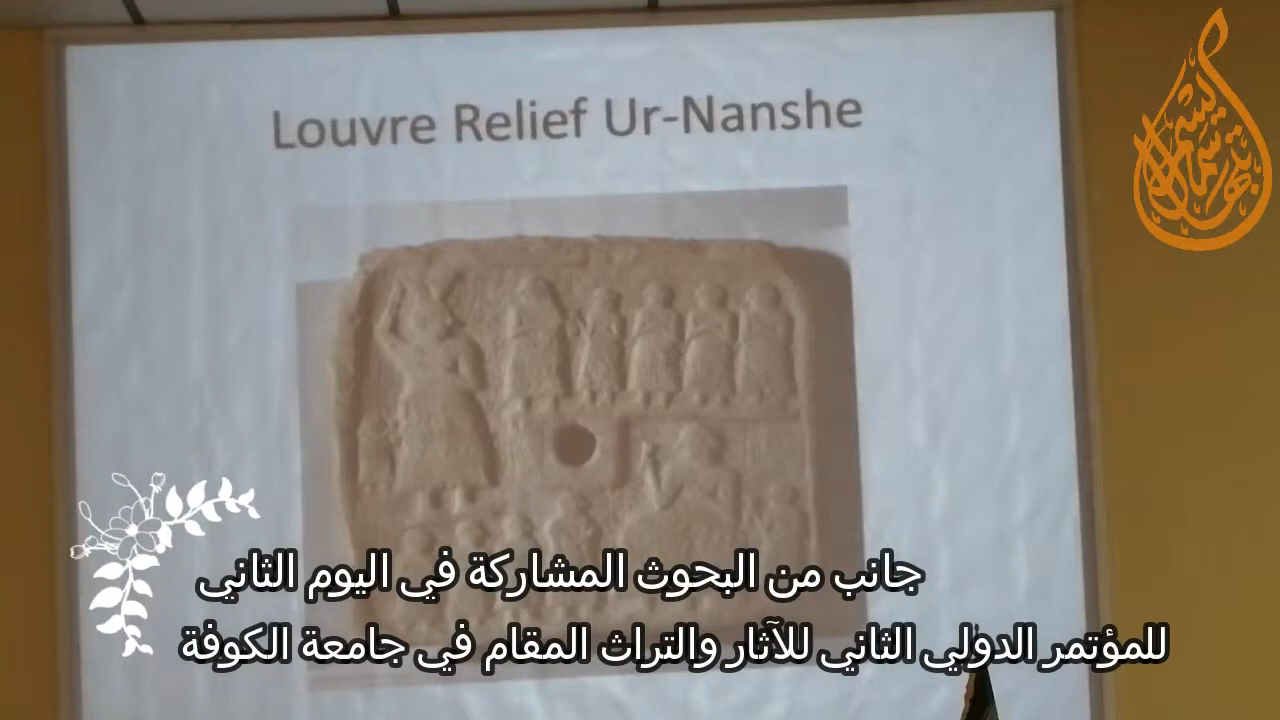 Louvre Relief Ur-Nanshe
جانب من البحوث المشاركة في اليوم الثاني
للمؤتمر الدولي الثاني للآثار والتراث المقام في جامعة الكوفة